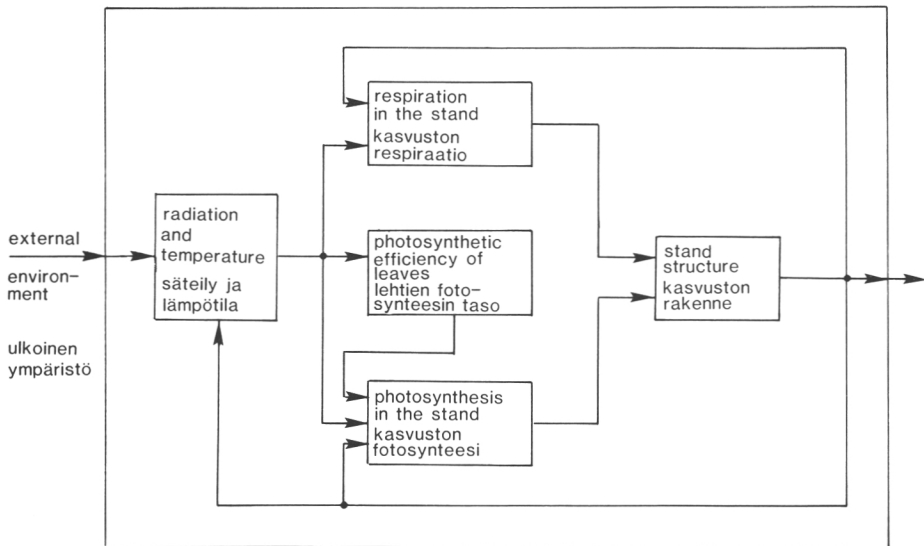 external
environ-
ment
ulkoinen
ympäristö
radiation
and
temperature
säteily ja
lämpötila
respiration
in the stand
kasvuston
respiraatio
photosynthetic
efficiency of
leaves
lehtien foto-
synteesin taso
photosynthesis
in the stand
kasvuston
fotosynteesi
stand
structure
kasvuston
rakenne